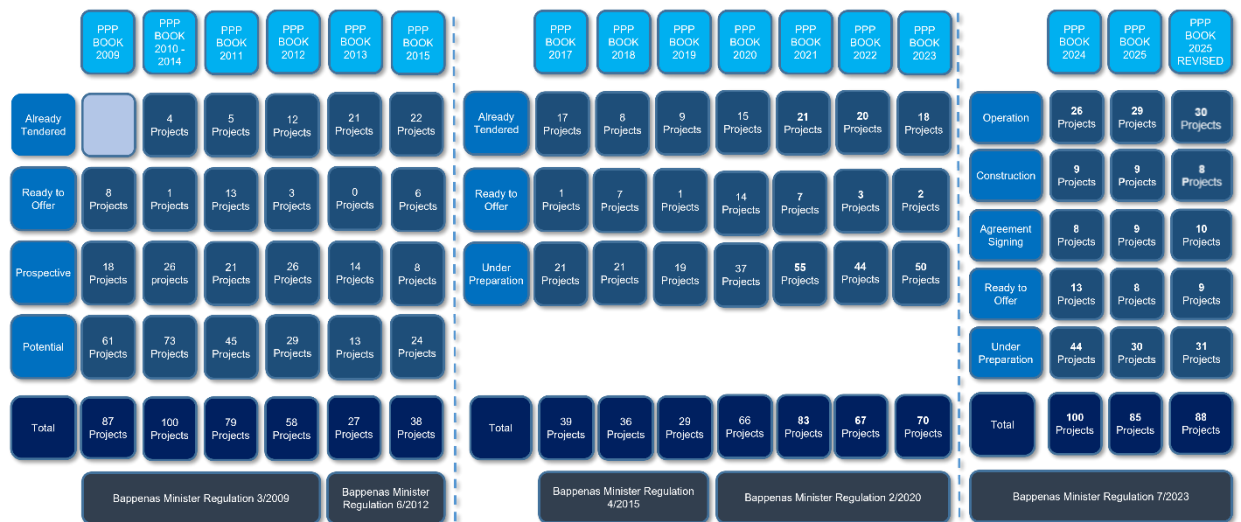 PPP
BOOK
2009
PPP
BOOK
2010 -
2014
PPP
BOOK
2011
PPP
BOOK
2012
PPP
BOOK
2013
PPP
BOOK
2015
Already
Tendered
4
Projects
5
Projects
12
Projects
21
Projects
22
Projects
Ready to
Offer
8
Projects
1
Projects
13
Projects
3
Projects
0
Projects
6
Projects
Prospective
18
Projects
26
projects
21
Projects
26
Projects
14
Projects
8
Projects
Potential
61
Projects
73
Projects
45
Projects
29
Projects
13
Projects
24
Projects
Total
87
Projects
100
Projects
79
Projects
58
Projects
27
Projects
38
Projects
Bappenas Minister Regulation 3/2009
Bappenas Minister
Regulation 6/2012
PPP
BOOK
2017
PPP
BOOK
2018
PPP
BOOK
2019
PPP
BOOK
2020
PPP
BOOK
2021
PPP
BOOK
2022
PPP
BOOK
2023
Already
Tendered
17
Projects
8
Projects
9
Projects
15
Projects
21
Projects
20
Projects
18
Projects
Ready to
Offer
1
Projects
7
Projects
1
Projects
14
Projects
7
Projects
3
Projects
2
Projects
Under
Preparation
21
Projects
21
Projects
19
Projects
37
Projects
55
Projects
44
Projects
50
Projects
Total
39
Projects
36
Projects
29
Projects
66
Projects
83
Projects
67
Projects
70
Projects
Bappenas Minister Regulation
4/2015
Bappenas Minister Regulation 2/2020
PPP
BOOK
2024
PPP
BOOK
2025
PPP
BOOK
2025
REVISED
Operation
26
Projects
29
Projects
30
Projects
Construction
9
Projects
9
Projects
8
Projects
Agreement
Signing
8
Projects
9
Projects
10
Projects
Ready to
Offer
13
Projects
8
Projects
9
Projects
Under
Preparation
44
Projects
30
Projects
31
Projects
Total
100
Projects
85
Projects
88
Projects
Bappenas Minister Regulation 7/2023